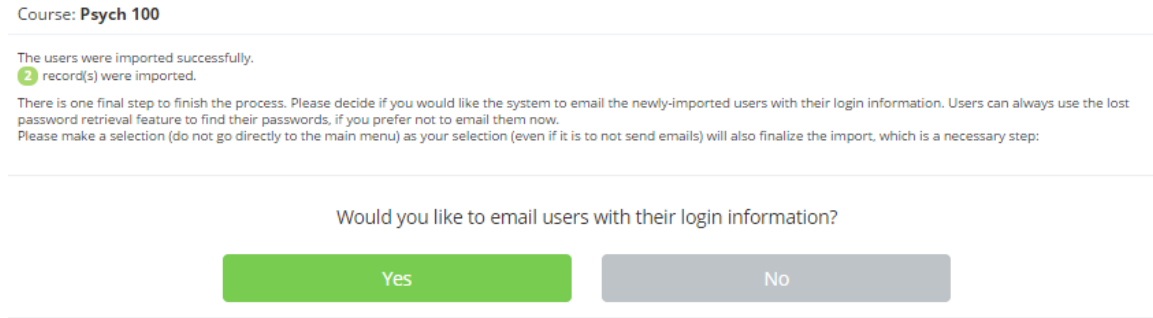 Course: Psych 100
The users were imported successfully.
2 record(s) were imported.
There is one final step to finish the process. Please decide if you would like the system to email the newly-imported users with their login information. Users can always use the lost
password retrieval feature to find their passwords, if you prefer not to email them now.
Please make a selection (do not go directly to the main menu) as your selection (even if it is to not send emails) will also finalize the import, which is a necessary step:
Would you like to email users with their login information?
Yes No